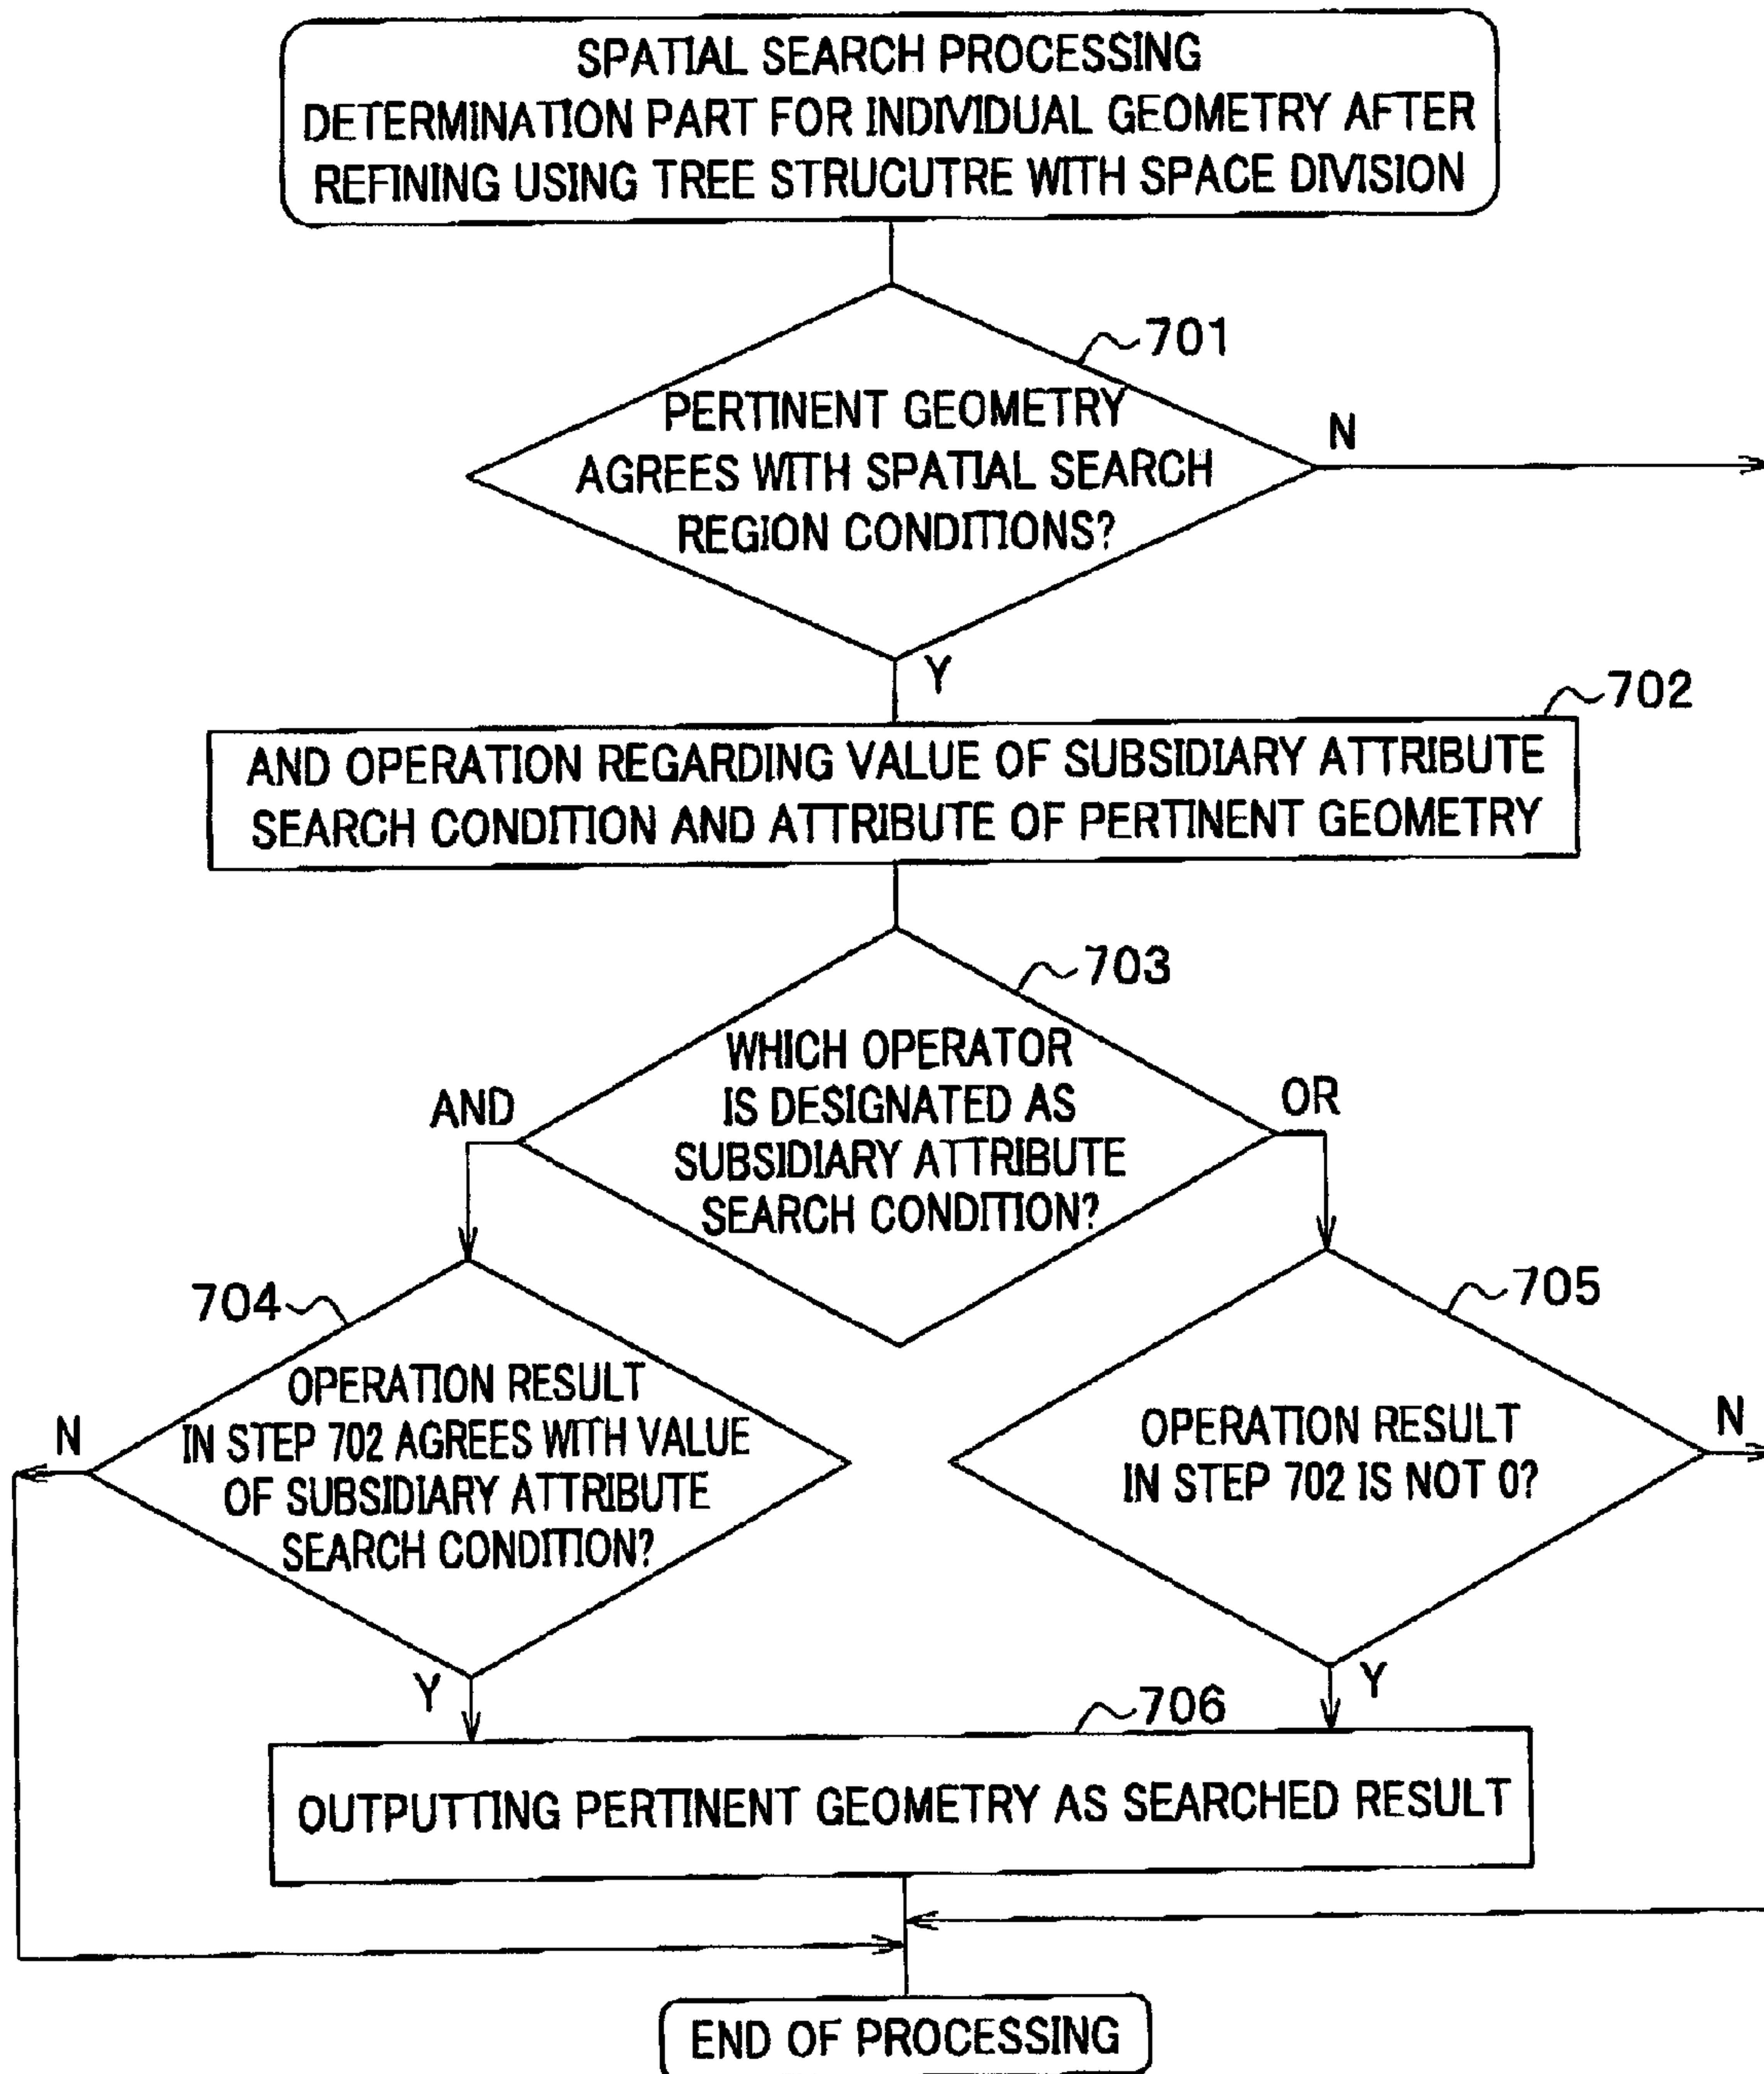 SPATIAL SEARCH PROCESSING
DETERMINATION PART FOR INDIVIDUAL GEOMETRY AFTER
REFINING USING TREE STRUCUTRE WITH SPACE DIVISION
701
PERTINENT GEOMETRY
AGREES WITH SPATIAL SEARCH
REGION CONDITIONS?
N
Y
702
AND OPERATION REGARDING VALUE OF SUBSIDIARY ATTRIBUTE
SEARCH CONDITION AND ATTRIBUTE OF PERTINENT GEOMETRY
703
WHICH OPERATOR
IS DESIGNATED AS
SUBSIDIARY ATTRIBUTE
SEARCH CONDITION?
AND
OR
704
OPERATION RESULT
IN STEP 702 AGREES WITH VALUE
OF SUBSIDIARY ATTRIBUTE
SEARCH CONDITION?
N
Y
705
OPERATION RESULT
IN STEP 702 IS NOT 0?
N
Y
706
OUTPUTTING PERTINENT GEOMETRY AS SEARCHED RESULT
END OF PROCESSING